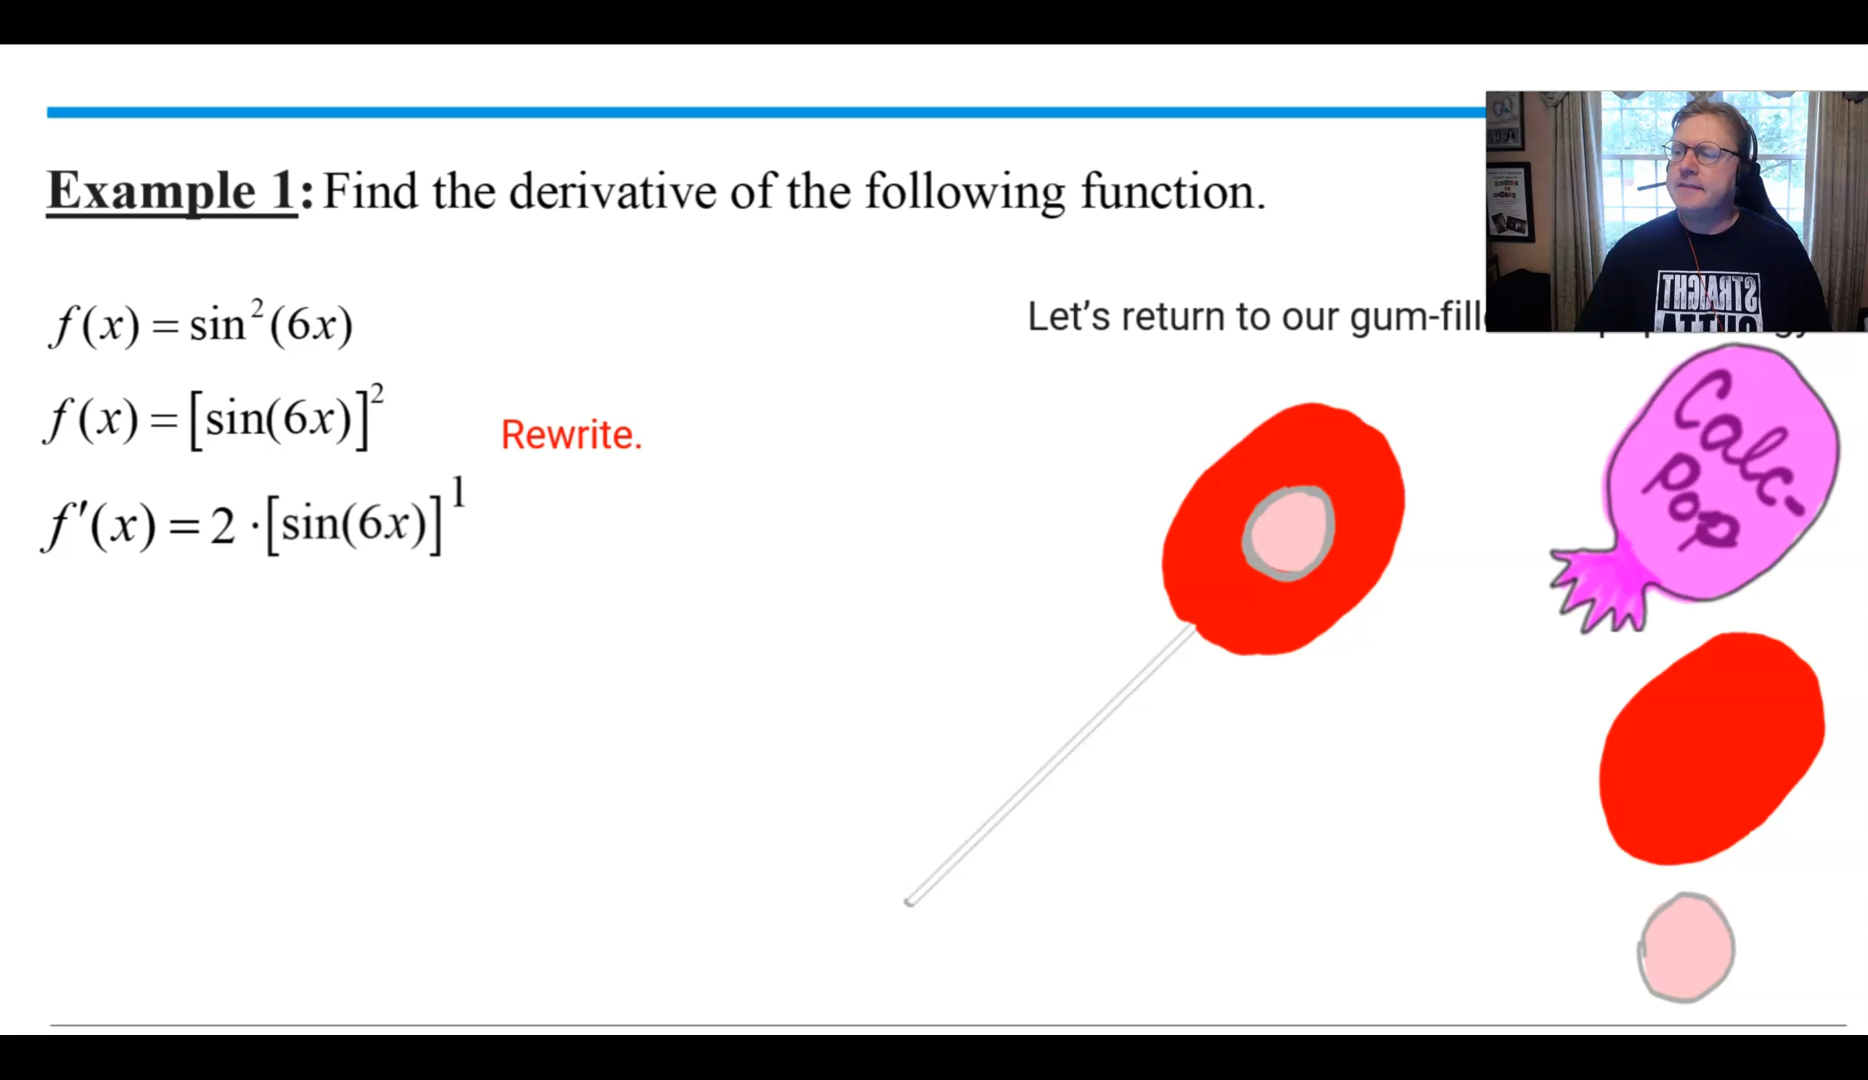 Example 1: Find the derivative of the following function.
f(x) = sin²(6x)
Let's return to our gum-fill
f(x) = [sin(6x)]²
Rewrite.
f′(x) = 2 · [sin(6x)]¹
Calc-
pop
STRAIGHT